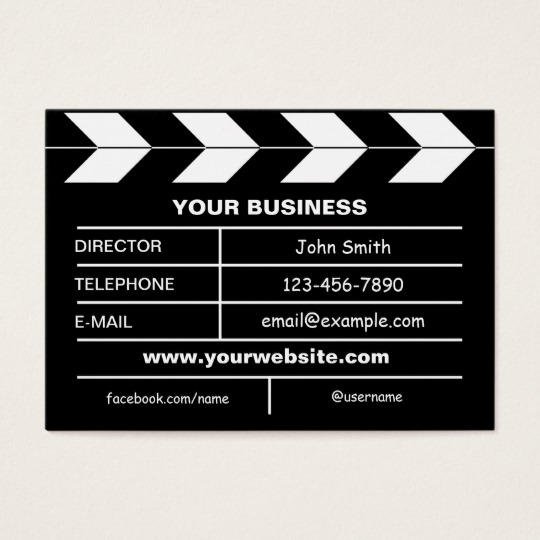 YOUR BUSINESS
DIRECTOR John Smith
TELEPHONE 123-456-7890
E-MAIL email@example.com
www.yourwebsite.com
facebook.com/name @username